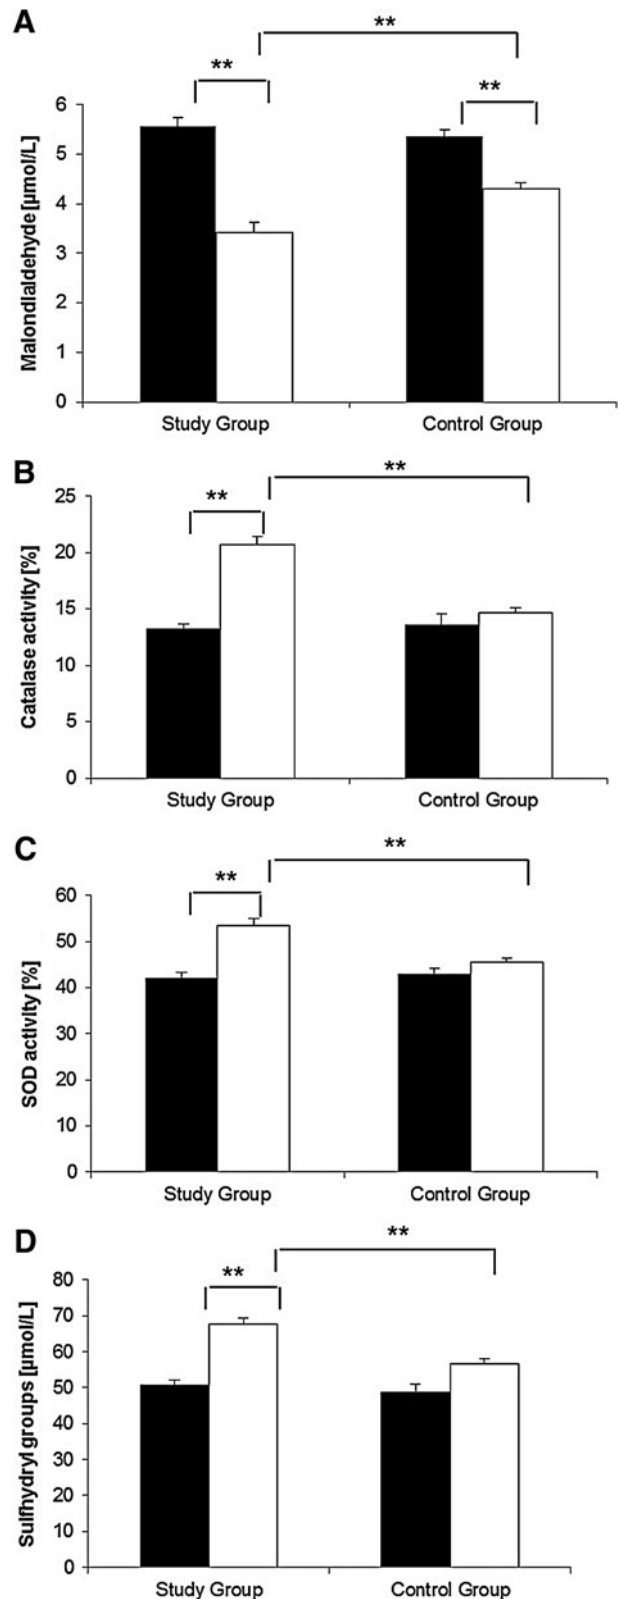 A
**
**
**
6
5
4
3
2
1
0
Malondialdehyde [µmol/L]
Study Group
Control Group
B
**
**
25
20
15
10
5
0
Catalase activity [%]
Study Group
Control Group
C
**
**
60
50
40
30
20
10
0
SOD activity [%]
Study Group
Control Group
D
**
**
80
70
60
50
40
30
20
10
0
Sulfhydryl groups [µmol/L]
Study Group
Control Group